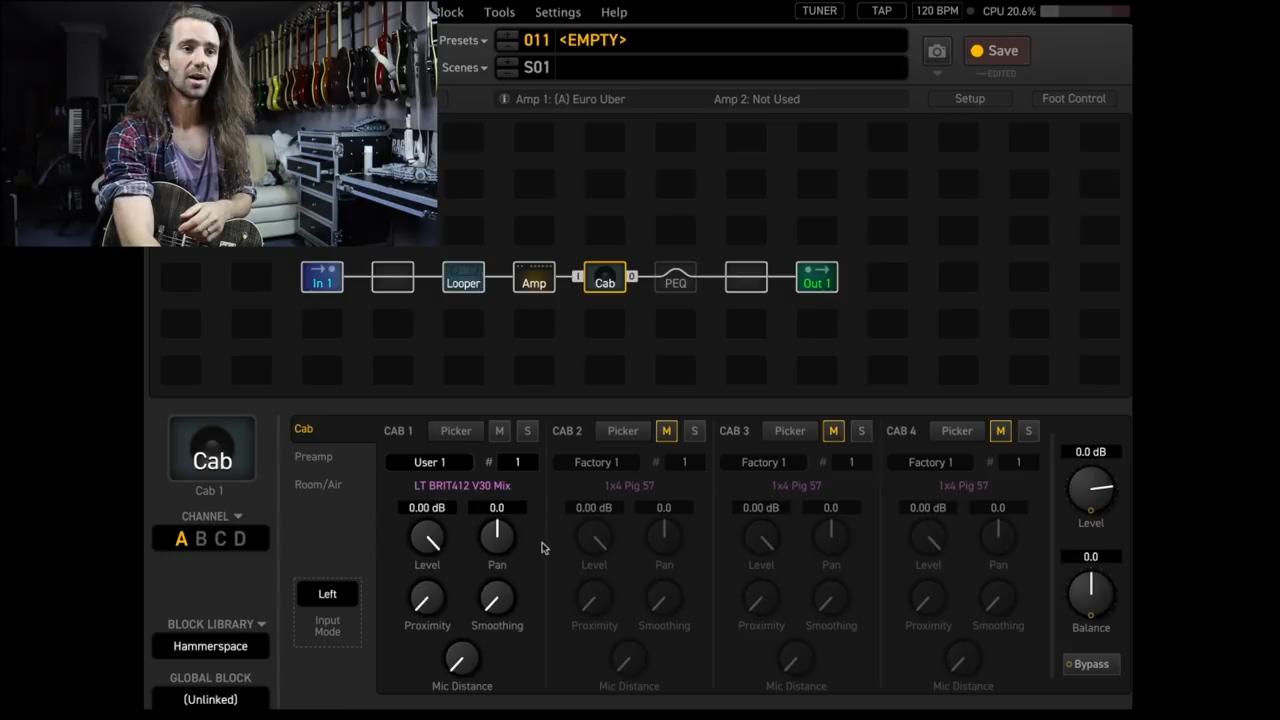 lock Tools Settings Help TUNER TAP 120 BPM CPU 20.6%
Presets 011 <EMPTY> Save
Scenes S01 EDITED
Amp 1: (A) Euro Uber Amp 2: Not Used Setup Foot Control
In 1 Looper Amp I Cab O PEQ Out 1
Cab CAB 1 Picker M S CAB 2 Picker M S CAB 3 Picker M S CAB 4 Picker M S
Preamp User 1 # 1 Factory 1 # 1 Factory 1 # 1 Factory 1 # 1 0.0 dB
Cab Room/Air LT BRIT412 V30 Mix 1x4 Pig 57 1x4 Pig 57 1x4 Pig 57
Cab 1
0.00 dB 0.0 0.00 dB 0.0 0.00 dB 0.0 0.00 dB 0.0
CHANNEL Level
A B C D
Level Pan Level Pan Level Pan Level Pan 0.0
Left
BLOCK LIBRARY Input Mode Proximity Smoothing Proximity Smoothing Proximity Smoothing Proximity Smoothing Balance
Hammerspace
Bypass
GLOBAL BLOCK
(Unlinked) Mic Distance Mic Distance Mic Distance Mic Distance